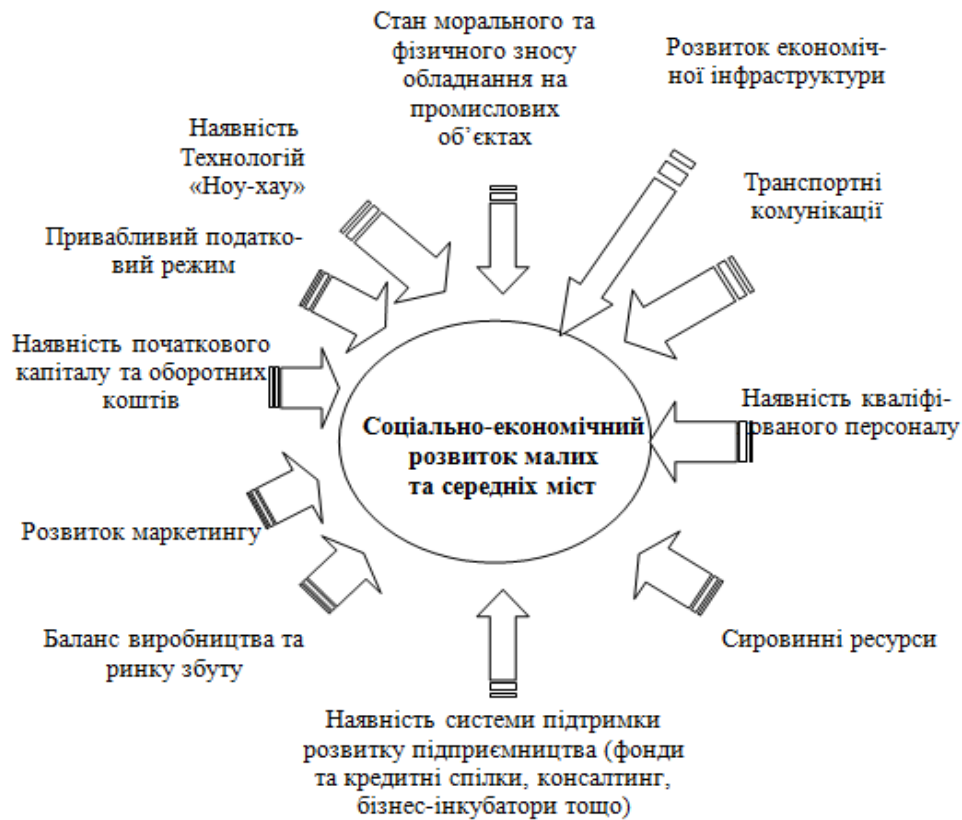 Стан морального та
фізичного зносу
обладнання на
промислових
об’єктах
Розвиток економіч-
ної інфраструктури
Наявність
Технологій
«Ноу-хау»
Транспортні
комунікації
Привабливий податко-
вий режим
Наявність початкового
капіталу та оборотних
коштів
Наявність кваліфі-
рованого персоналу
Соціально-економічний
розвиток малих
та середніх міст
Розвиток маркетингу
Баланс виробництва та
ринку збуту
Сировинні ресурси
Наявність системи підтримки
розвитку підприємництва (фонди
та кредитні спілки, консалтинг,
бізнес-інкубатори тощо)